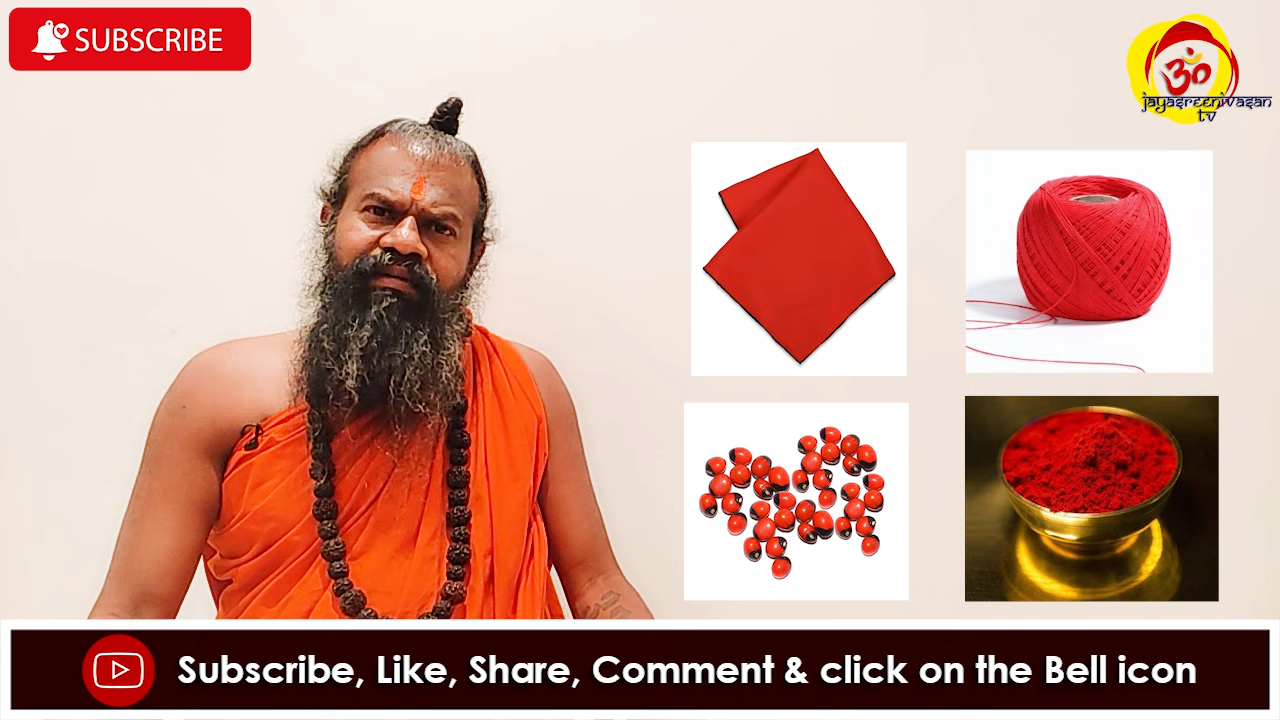 SUBSCRIBE
ॐ
jayasreenivasan
tv
Subscribe, Like, Share, Comment & click on the Bell icon